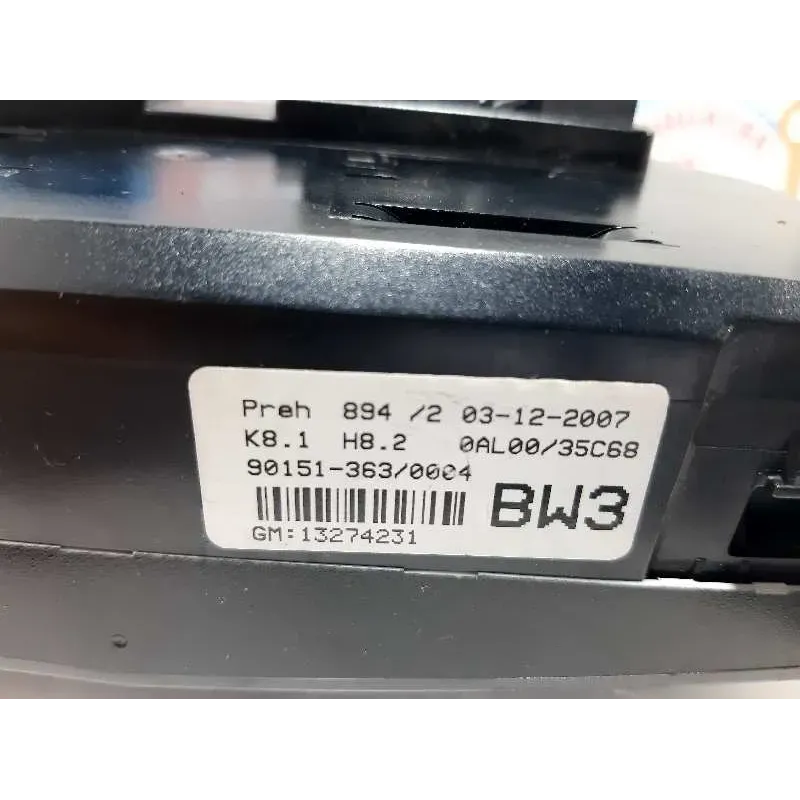 Preh 894 /2 03-12-2007
K8.1 H8.2 0AL00/35C68
90151-363/0004
BW3
GM:13274231